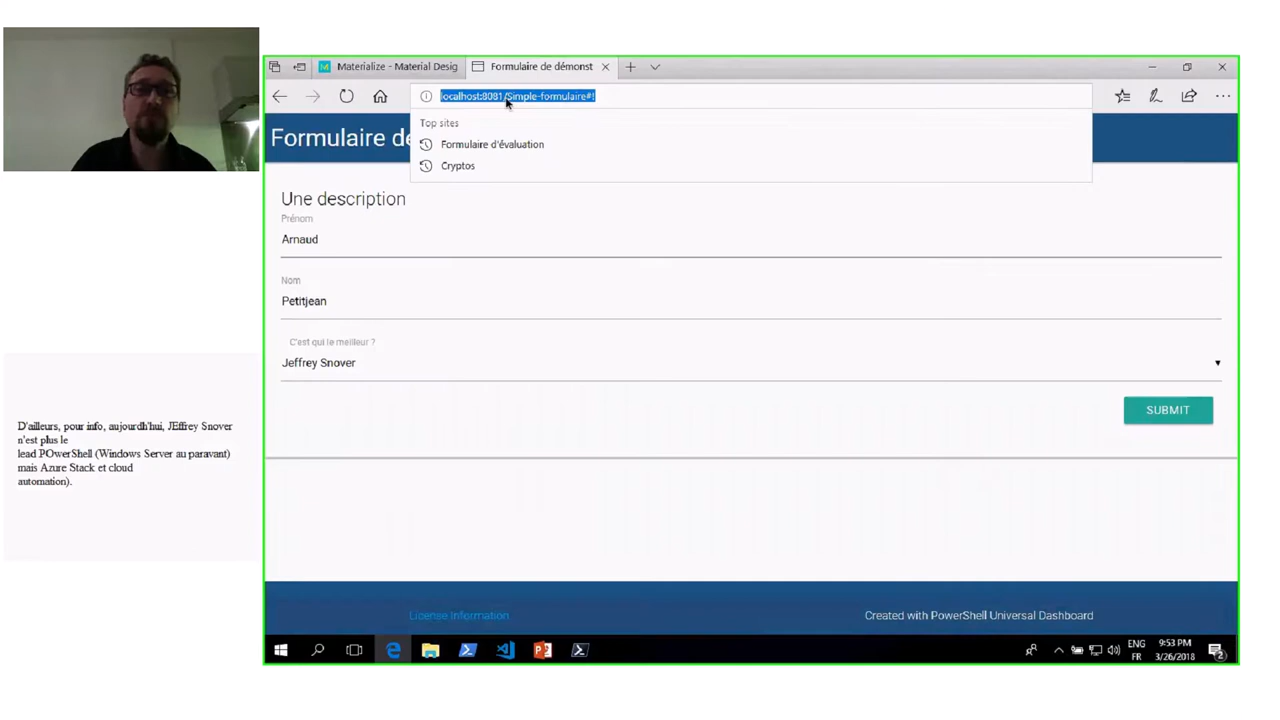 Materialize - Material Desig
Formulaire de démonst
localhost:8081/Simple-formulaire#!
Top sites
Formulaire d'évaluation
Cryptos
Formulaire de
Une description
Prénom
Arnaud
Nom
Petitjean
C'est qui le meilleur ?
Jeffrey Snover
SUBMIT
D'ailleurs, pour info, aujourdh'hui, JEffrey Snover
n'est plus le
lead POwerShell (Windows Server au paravant)
mais Azure Stack et cloud
automation).
License Information
Created with PowerShell Universal Dashboard
ENG
FR
9:53 PM
3/26/2018
2